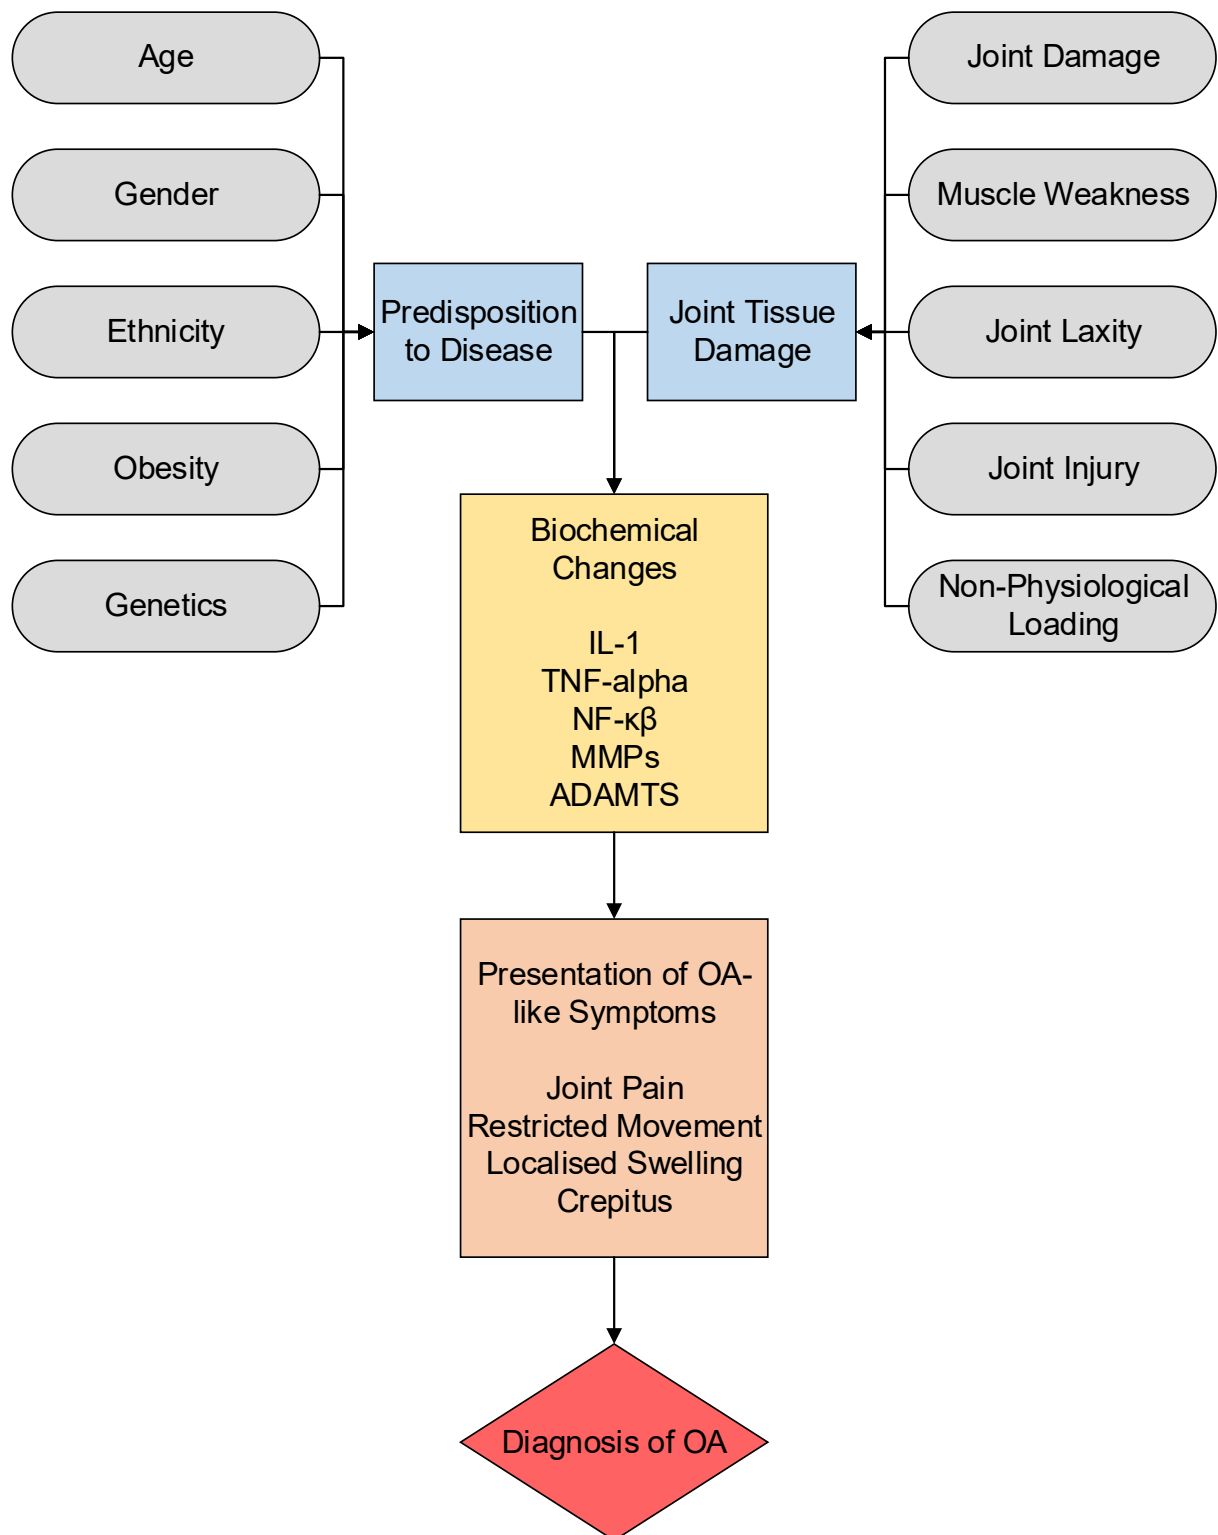 Age
Gender
Ethnicity
Obesity
Genetics
Predisposition
to Disease
Joint Tissue
Damage
Joint Damage
Muscle Weakness
Joint Laxity
Joint Injury
Non-Physiological
Loading
Biochemical
Changes
IL-1
TNF-alpha
NF-κβ
MMPs
ADAMTS
Presentation of OA-
like Symptoms
Joint Pain
Restricted Movement
Localised Swelling
Crepitus
Diagnosis of OA